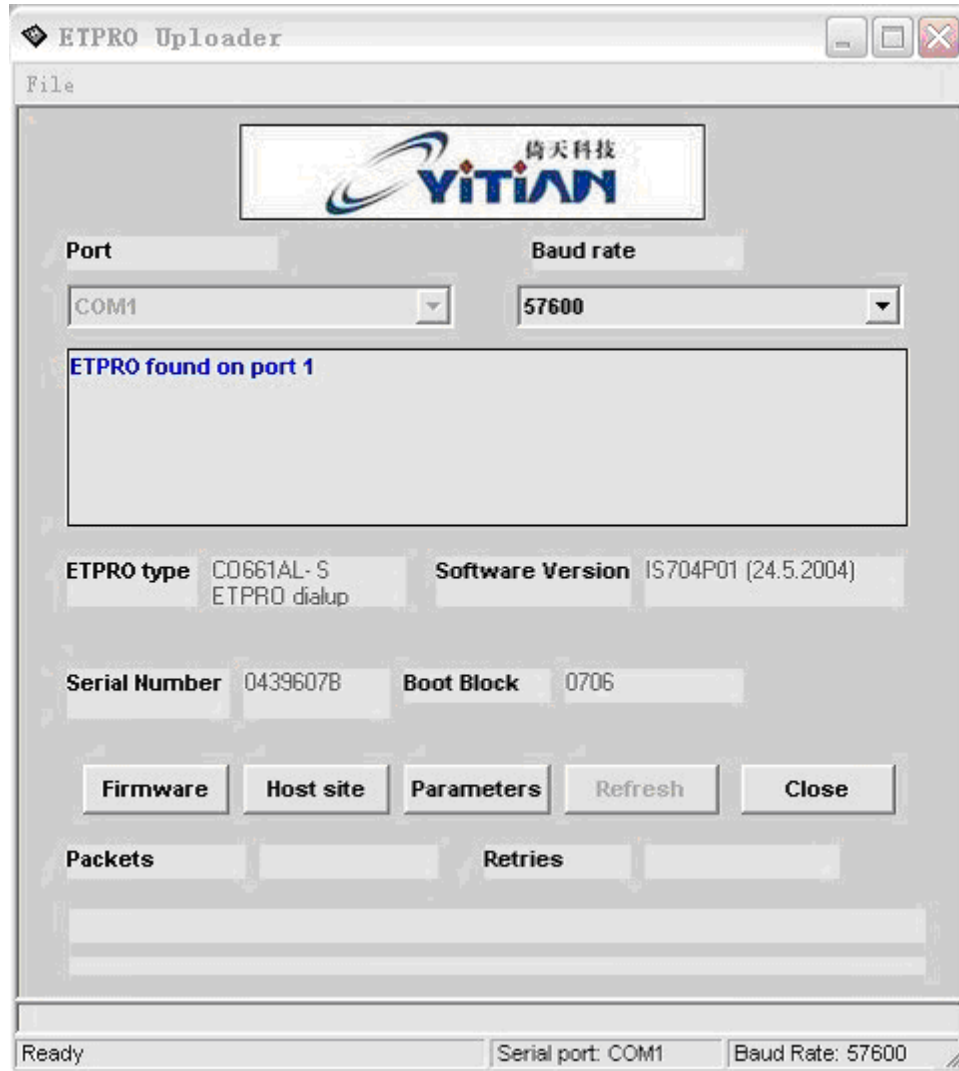 ETPRO Uploader
File
倚天科技
YiTiAN
Port Baud rate
COM1 57600
ETPRO found on port 1
ETPRO type CO661AL- S Software Version IS704P01 (24.5.2004)
ETPRO dialup
Serial Number 0439607B Boot Block 0706
Firmware Host site Parameters Refresh Close
Packets Retries
Ready Serial port: COM1 Baud Rate: 57600